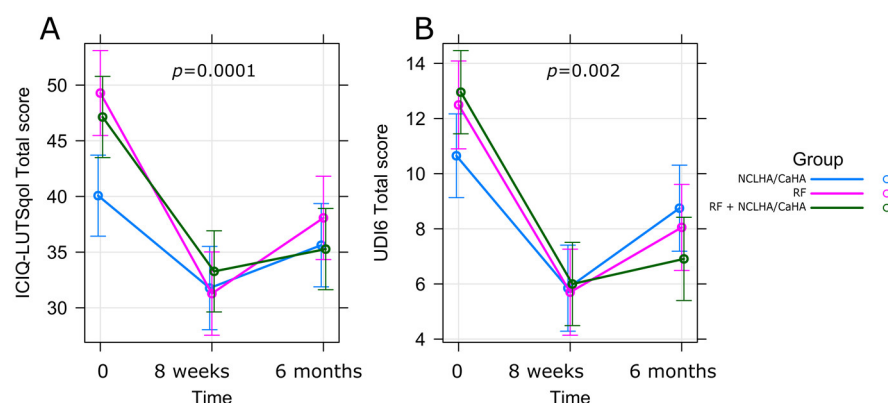 A
p=0.0001
ICIQ-LUTSqol Total score
50
45
40
35
30
0 8 weeks 6 months
Time
B
p=0.002
UDI6 Total score
14
12
10
8
6
4
0 8 weeks 6 months
Time
Group
NCLHA/CaHA
RF
RF + NCLHA/CaHA